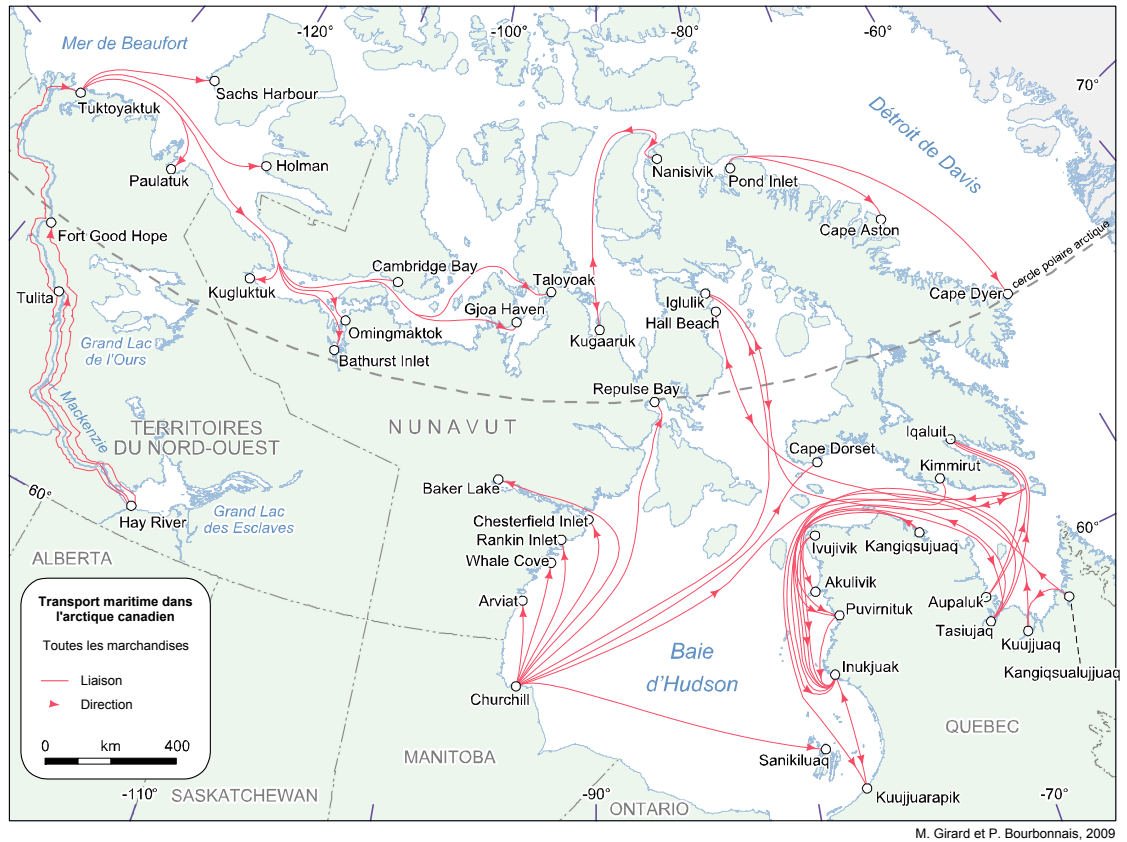 -120°
-100°
-80°
-60°
Mer de Beaufort
70°
Sachs Harbour
Tuktoyaktuk
Détroit de Davis
Holman
Paulatuk
Nanisivik
Pond Inlet
Fort Good Hope
Cape Aston
cercle polaire arctique
Cambridge Bay
Kugluktuk
Taloyoak
Tulita
Cape Dyer
Iglulik
Gjoa Haven
Hall Beach
Omingmaktok
Kugaaruk
Grand Lac
de l'Ours
Bathurst Inlet
Repulse Bay
Mackenzie
TERRITOIRES
DU NORD-OUEST
NUNAVUT
Iqaluit
Cape Dorset
Kimmirut
Baker Lake
60°
Hay River
Grand Lac
des Esclaves
Chesterfield Inlet
60°
Rankin Inlet
Ivujivik
Kangiqsujuaq
Whale Cove
ALBERTA
Akulivik
Arviat
Aupaluk
Puvirnituk
Tasiujaq
Kuujjuaq
Transport maritime dans
l'arctique canadien
Toutes les marchandises
Liaison
Direction
0 km 400
Baie
d'Hudson
Inukjuak
Kangiqsualujjuaq
Churchill
QUEBEC
MANITOBA
Sanikiluaq
-110°
SASKATCHEWAN
-90°
ONTARIO
Kuujjuarapik
-70°
M. Girard et P. Bourbonnais, 2009